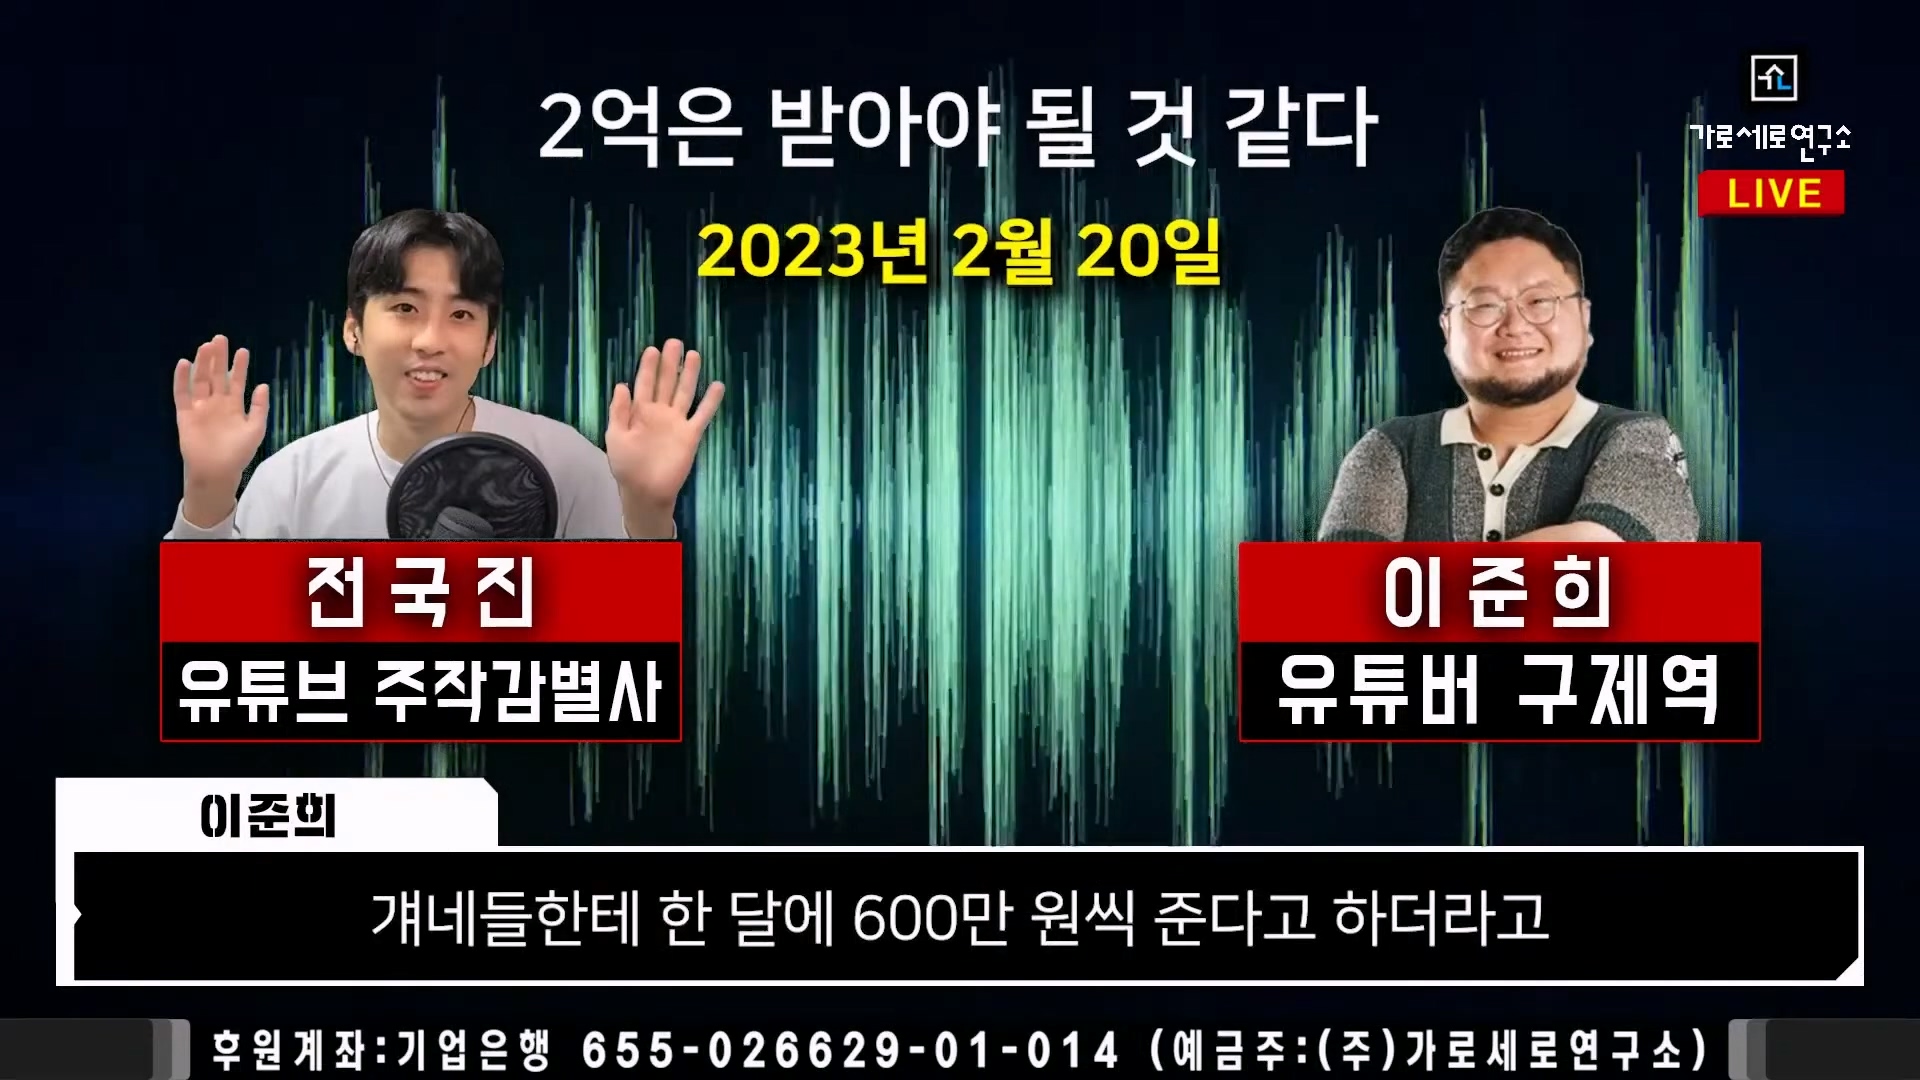 2억은 받아야 될 것 같다
2023년 2월 20일
가로세로연구소
LIVE
전국진
유튜브 주작감별사
이준희
유튜버 구제역
이준희
걔네들한테 한 달에 600만 원씩 준다고 하더라고
후원계좌:기업은행 655-026629-01-014 (예금주:(주)가로세로연구소)